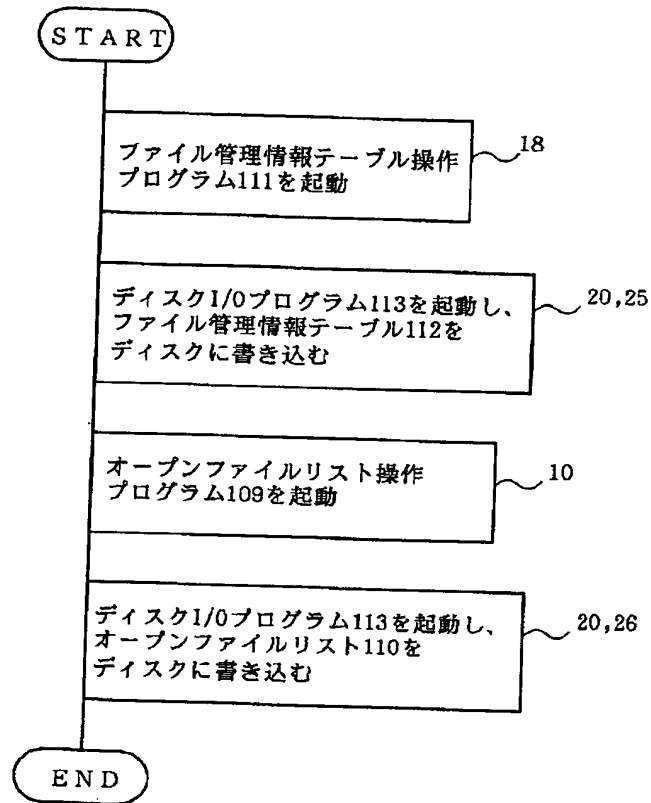 START
ファイル管理情報テーブル操作
プログラム111を起動
18
ディスクI/Oプログラム113を起動し、
ファイル管理情報テーブル112を
ディスクに書き込む
20,25
オープンファイルリスト操作
プログラム109を起動
10
ディスクI/Oプログラム113を起動し、
オープンファイルリスト110を
ディスクに書き込む
20,26
END